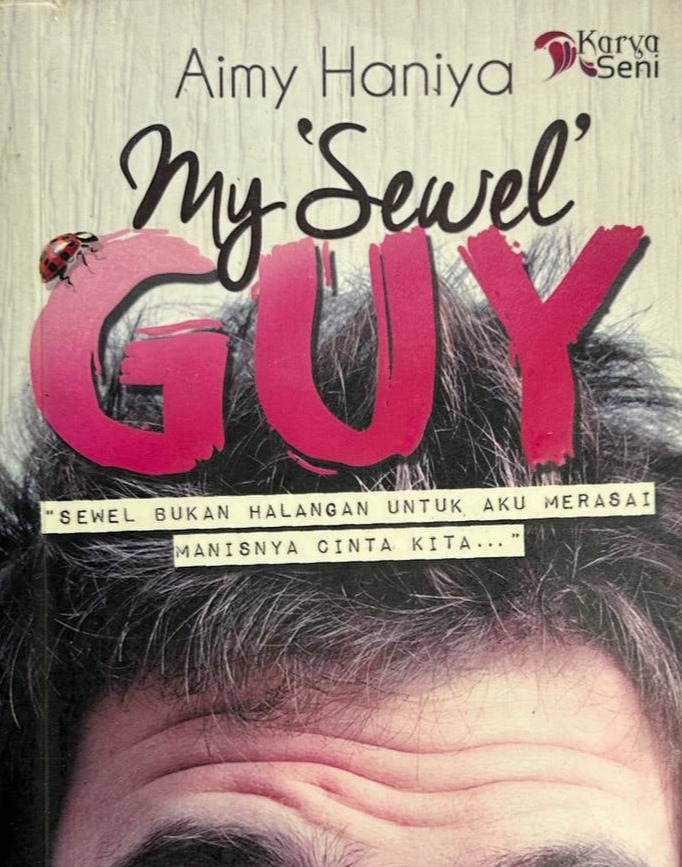 Aimy Haniya
Karya
Seni
My 'Sewel'
GUY
"SEWEL BUKAN HALANGAN UNTUK AKU MERASAI
MANISNYA CINTA KITA..."